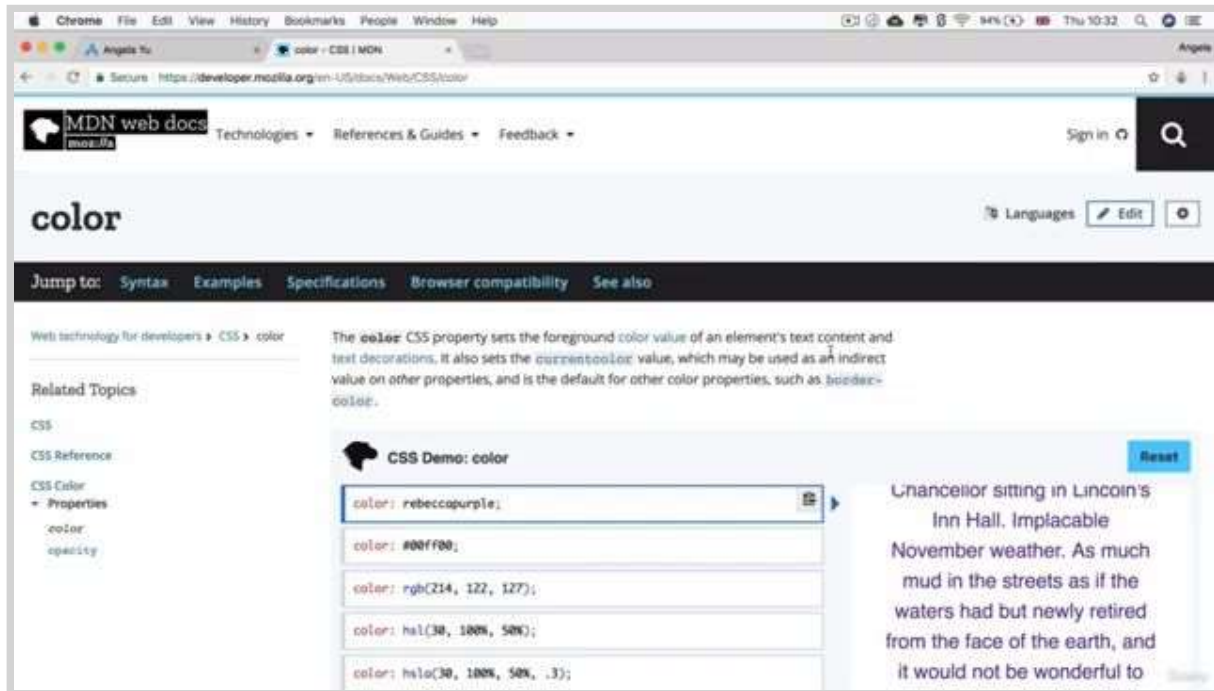 Chrome File Edit View History Bookmarks People Window Help 94% Thu 10:32
Angela Yu color - CSS | MDN Angela
Secure https://developer.mozilla.org/en-US/docs/Web/CSS/color
MDN web docs
moz://a
Technologies References & Guides Feedback Sign in
color
Languages Edit
Jump to: Syntax Examples Specifications Browser compatibility See also
Web technology for developers CSS color
Related Topics
CSS
CSS Reference
CSS Color
Properties
color
opacity
The color CSS property sets the foreground color value of an element's text content and
text decorations. It also sets the currentcolor value, which may be used as an indirect
value on other properties, and is the default for other color properties, such as border-
color.
CSS Demo: color Reset
color: rebeccapurple;
color: #00ff00;
color: rgb(214, 122, 127);
color: hsl(30, 100%, 50%);
color: hsla(30, 100%, 50%, .3);
Chancellor sitting in Lincoln's
Inn Hall. Implacable
November weather. As much
mud in the streets as if the
waters had but newly retired
from the face of the earth, and
it would not be wonderful to